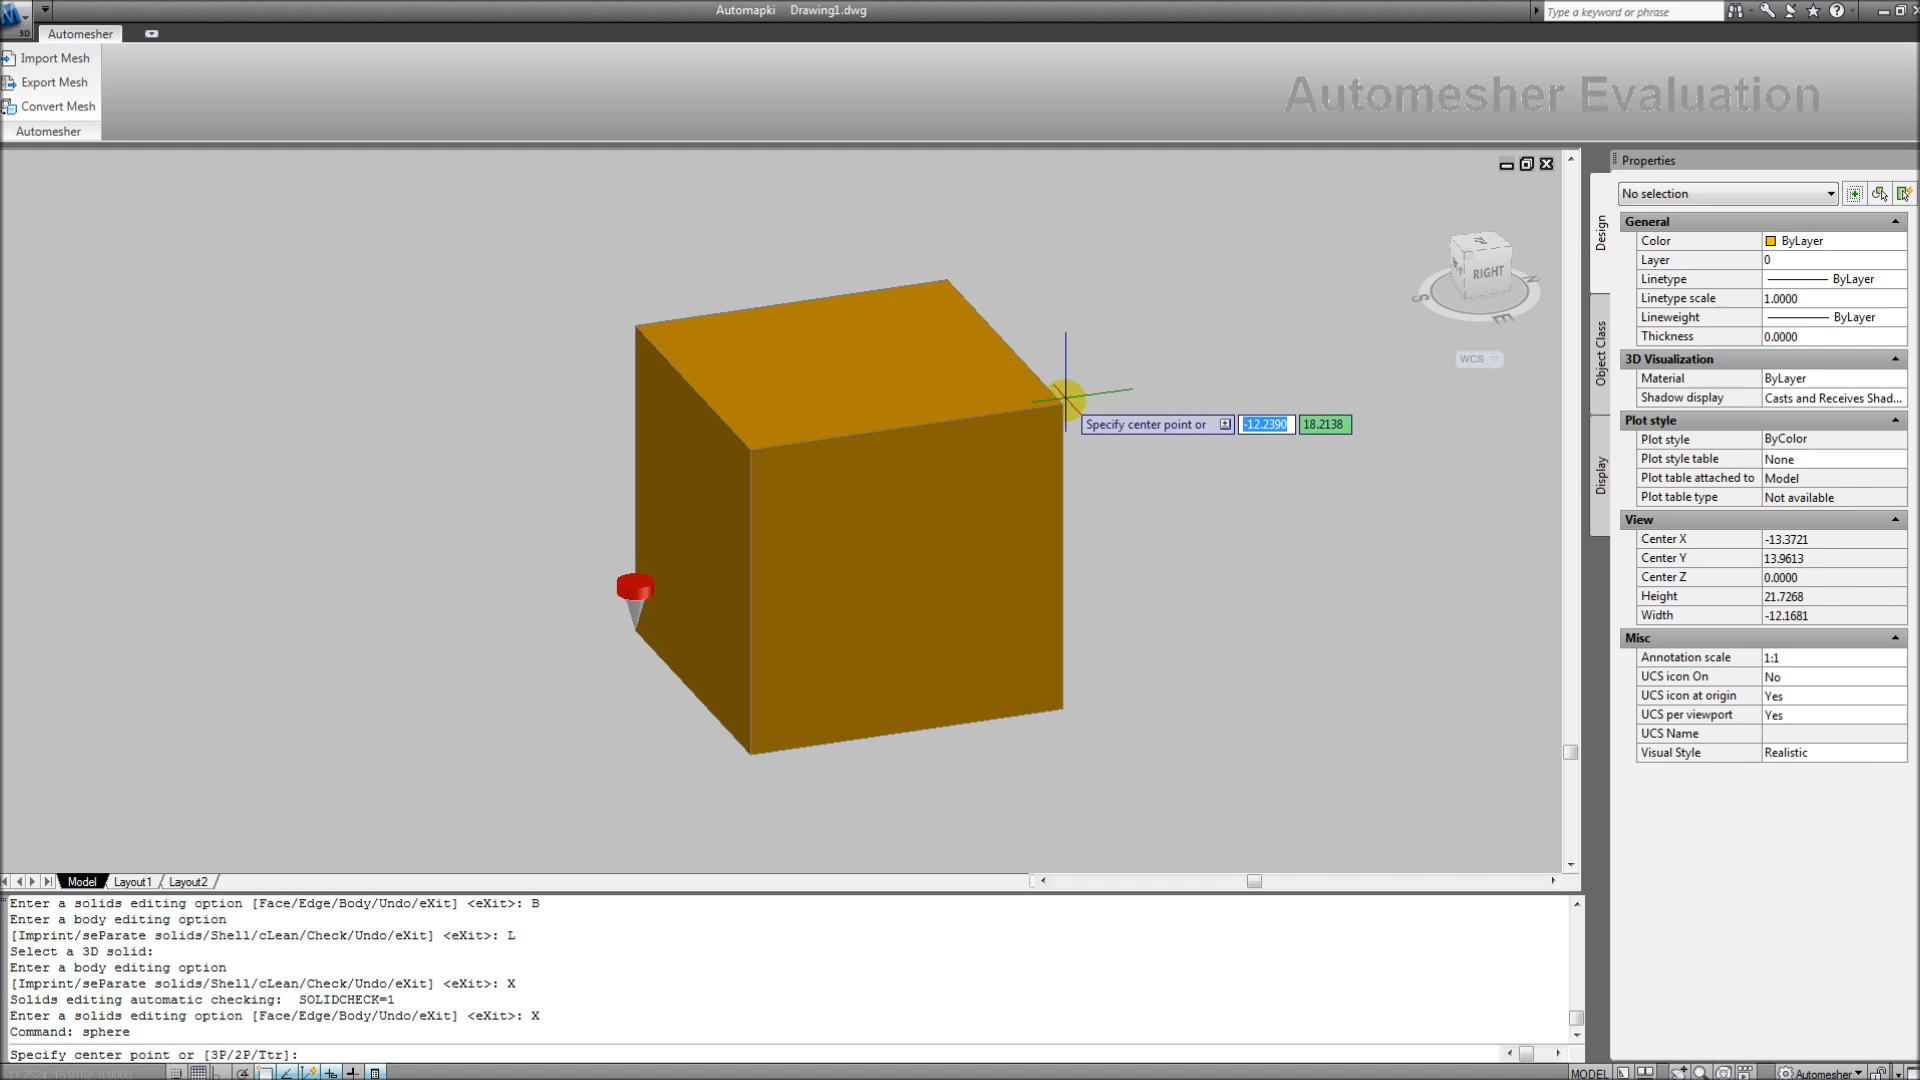 Automapki Drawing1.dwg
Type a keyword or phrase
3D
Automesher
Import Mesh
Export Mesh
Convert Mesh
Automesher
Automesher Evaluation
RIGHT
S
E
N
WCS
Specify center point or
-12.2390
18.2138
Design
Object Class
Display
Properties
No selection
General
Color ByLayer
Layer 0
Linetype ByLayer
Linetype scale 1.0000
Lineweight ByLayer
Thickness 0.0000
3D Visualization
Material ByLayer
Shadow display Casts and Receives Shad...
Plot style
Plot style ByColor
Plot style table None
Plot table attached to Model
Plot table type Not available
View
Center X -13.3721
Center Y 13.9613
Center Z 0.0000
Height 21.7268
Width -12.1681
Misc
Annotation scale 1:1
UCS icon On No
UCS icon at origin Yes
UCS per viewport Yes
UCS Name
Visual Style Realistic
Model Layout1 Layout2
Enter a solids editing option [Face/Edge/Body/Undo/eXit] <eXit>: B
Enter a body editing option
[Imprint/seParate solids/Shell/cLean/Check/Undo/eXit] <eXit>: L
Select a 3D solid:
Enter a body editing option
[Imprint/seParate solids/Shell/cLean/Check/Undo/eXit] <eXit>: X
Solids editing automatic checking: SOLIDCHECK=1
Enter a solids editing option [Face/Edge/Body/Undo/eXit] <eXit>: X
Command: sphere
Specify center point or [3P/2P/Ttr]:
MODEL
Automesher